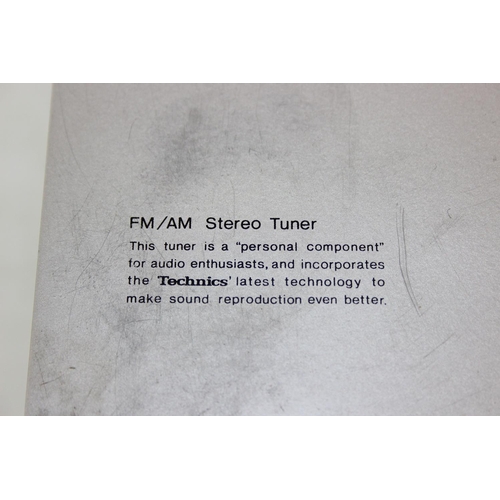 FM/AM Stereo Tuner
This tuner is a "personal component"
for audio enthusiasts, and incorporates
the Technics' latest technology to
make sound reproduction even better.